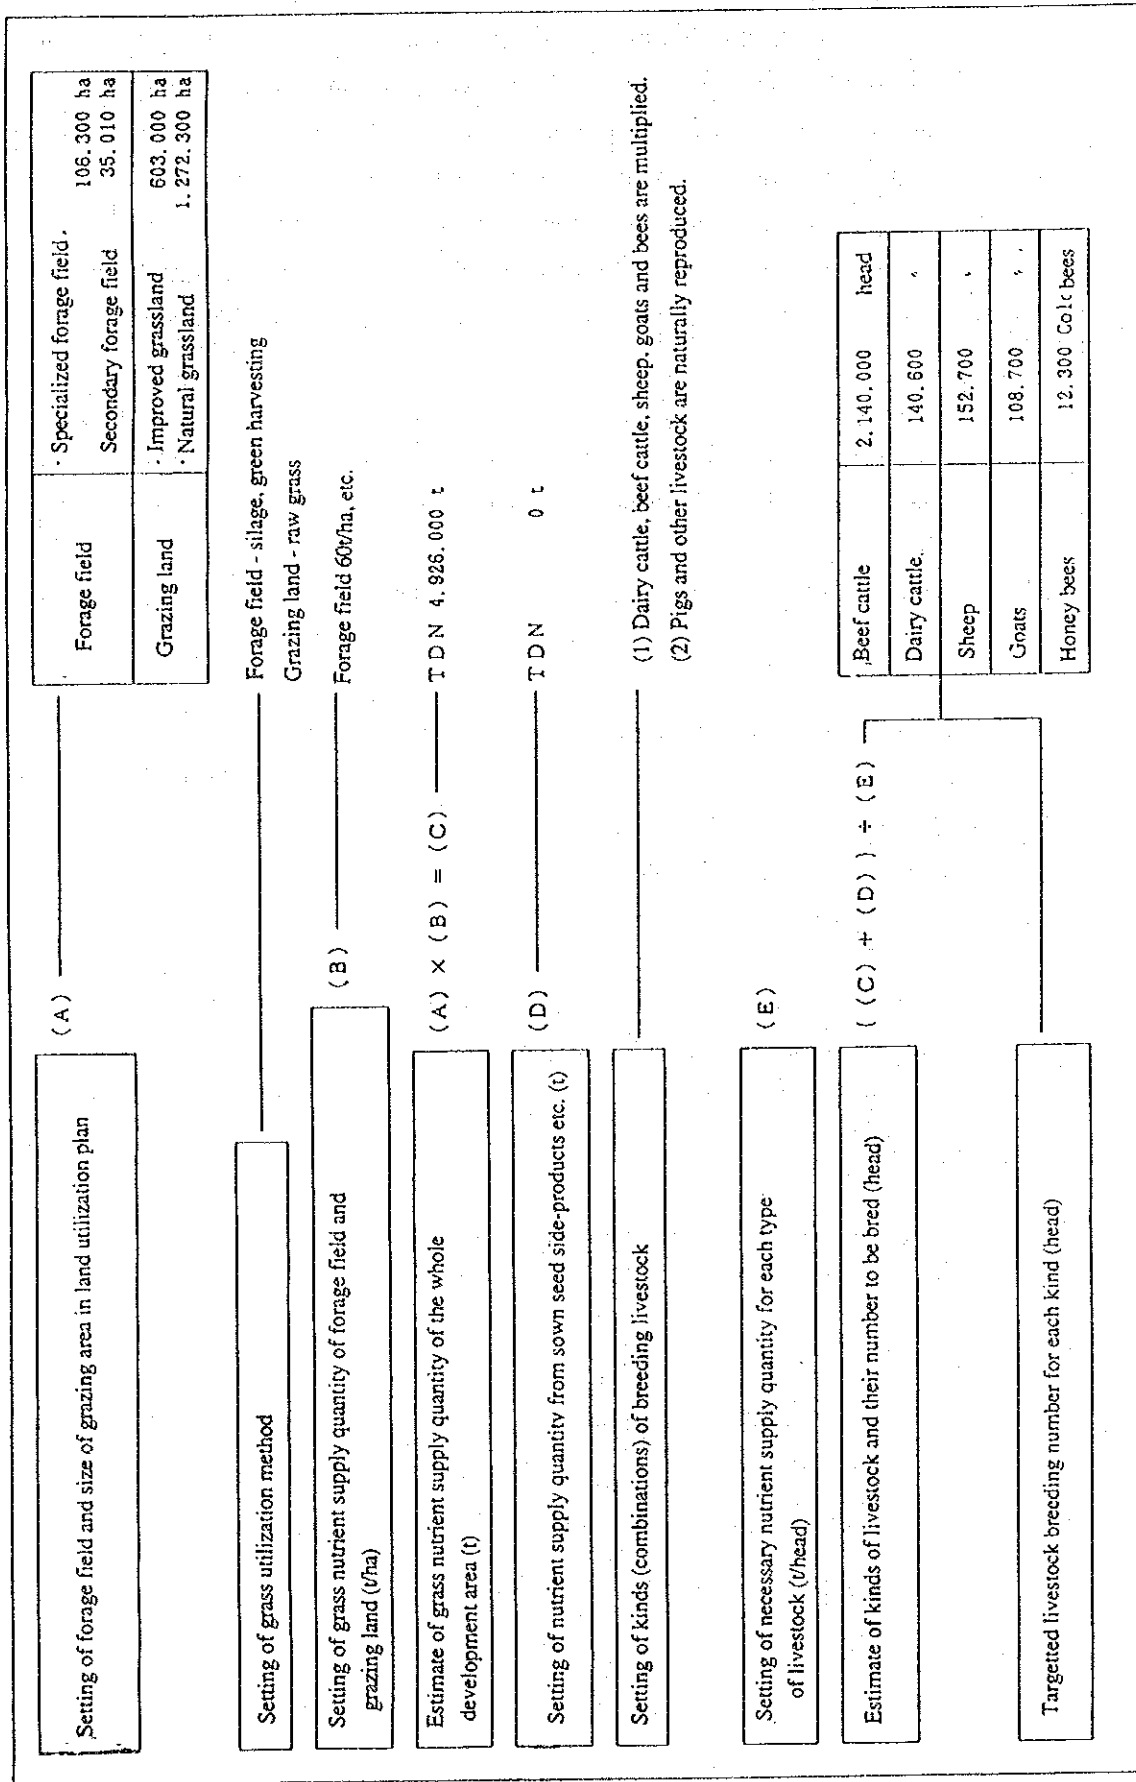 Setting of forage field and size of grazing area in land utilization plan
(A)
Forage field
· Specialized forage field. 106.300 ha
Secondary forage field 35.010 ha
Grazing land
· Improved grassland 603.000 ha
· Natural grassland 1.272.300 ha
Setting of grass utilization method
Forage field - silage, green harvesting
Grazing land - raw grass
Setting of grass nutrient supply quantity of forage field and
grazing land (t/ha)
(B)
Forage field 60t/ha, etc.
Estimate of grass nutrient supply quantity of the whole
development area (t)
(A) × (B) = (C)
TDN 4.926.000 t
Setting of nutrient supply quantity from sown seed side-products etc. (t)
(D)
TDN 0 t
Setting of kinds (combinations) of breeding livestock
(1) Dairy cattle, beef cattle, sheep, goats and bees are multiplied.
(2) Pigs and other livestock are naturally reproduced.
Setting of necessary nutrient supply quantity for each type
of livestock (t/head)
(E)
Estimate of kinds of livestock and their number to be bred (head)
( (C) + (D) ) ÷ (E)
Targetted livestock breeding number for each kind (head)
Beef cattle 2.140.000 head
Dairy cattle. 140.600 〃
Sheep 152.700 〃
Goats 108.700 〃
Honey bees 12.300 Colc bees